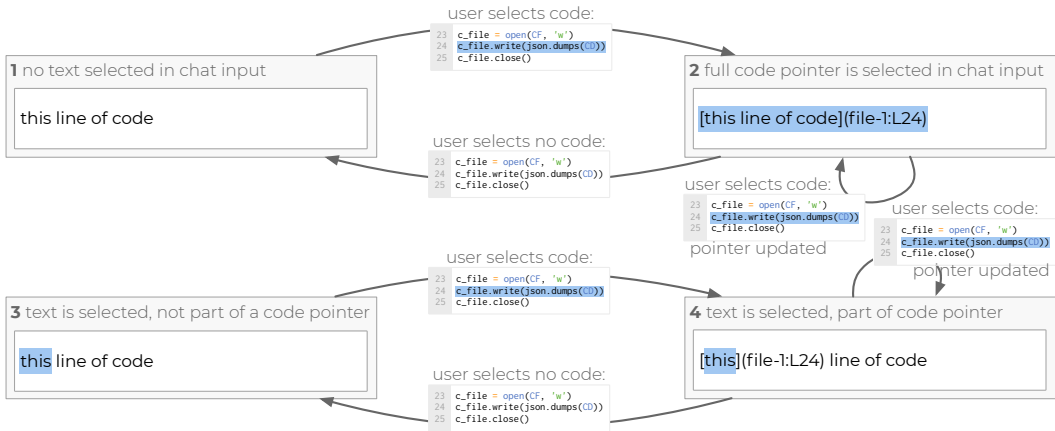 user selects code:
23 c_file = open(CF, 'w')
24 c_file.write(json.dumps(CD))
25 c_file.close()
1 no text selected in chat input
this line of code
2 full code pointer is selected in chat input
[this line of code](file-1:L24)
user selects no code:
23 c_file = open(CF, 'w')
24 c_file.write(json.dumps(CD))
25 c_file.close()
user selects code:
23 c_file = open(CF, 'w')
24 c_file.write(json.dumps(CD))
25 c_file.close()
pointer updated
user selects code:
23 c_file = open(CF, 'w')
24 c_file.write(json.dumps(CD))
25 c_file.close()
pointer updated
user selects code:
23 c_file = open(CF, 'w')
24 c_file.write(json.dumps(CD))
25 c_file.close()
3 text is selected, not part of a code pointer
this line of code
4 text is selected, part of code pointer
[this](file-1:L24) line of code
user selects no code:
23 c_file = open(CF, 'w')
24 c_file.write(json.dumps(CD))
25 c_file.close()